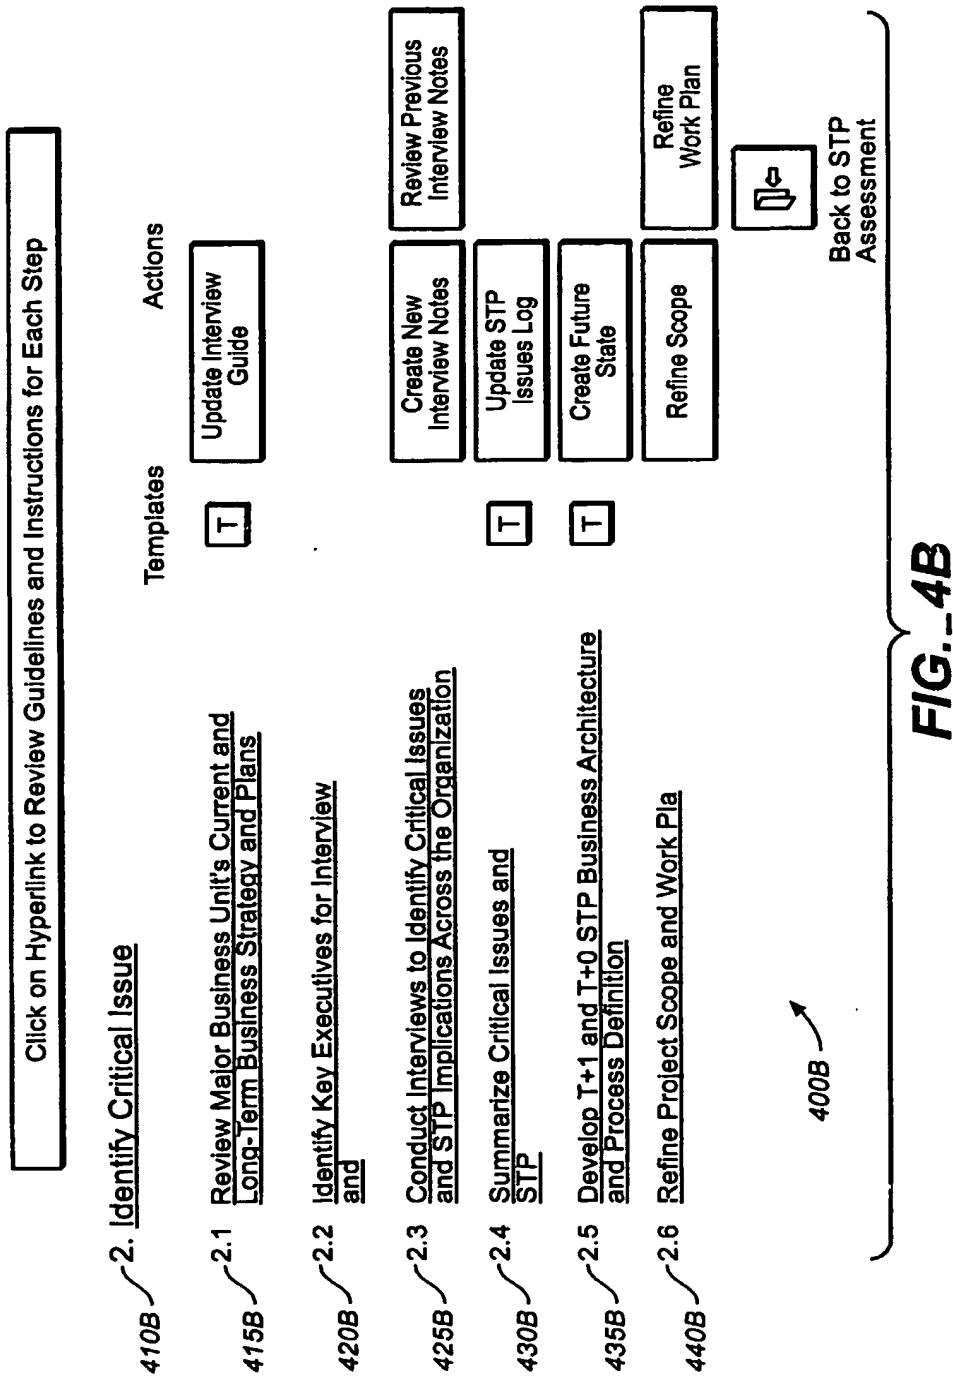 Click on Hyperlink to Review Guidelines and Instructions for Each Step
Templates
Actions
410B
2. Identify Critical Issue
415B
2.1 Review Major Business Unit's Current and
Long-Term Business Strategy and Plans
T
Update Interview
Guide
420B
2.2 Identify Key Executives for Interview
and
425B
2.3 Conduct Interviews to Identify Critical Issues
and STP Implications Across the Organization
Create New
Interview Notes
Review Previous
Interview Notes
430B
2.4 Summarize Critical Issues and
STP
T
Update STP
Issues Log
435B
2.5 Develop T+1 and T+0 STP Business Architecture
and Process Definition
T
Create Future
State
440B
2.6 Refine Project Scope and Work Pla
Refine Scope
Refine
Work Plan
Back to STP
Assessment
400B
FIG._4B